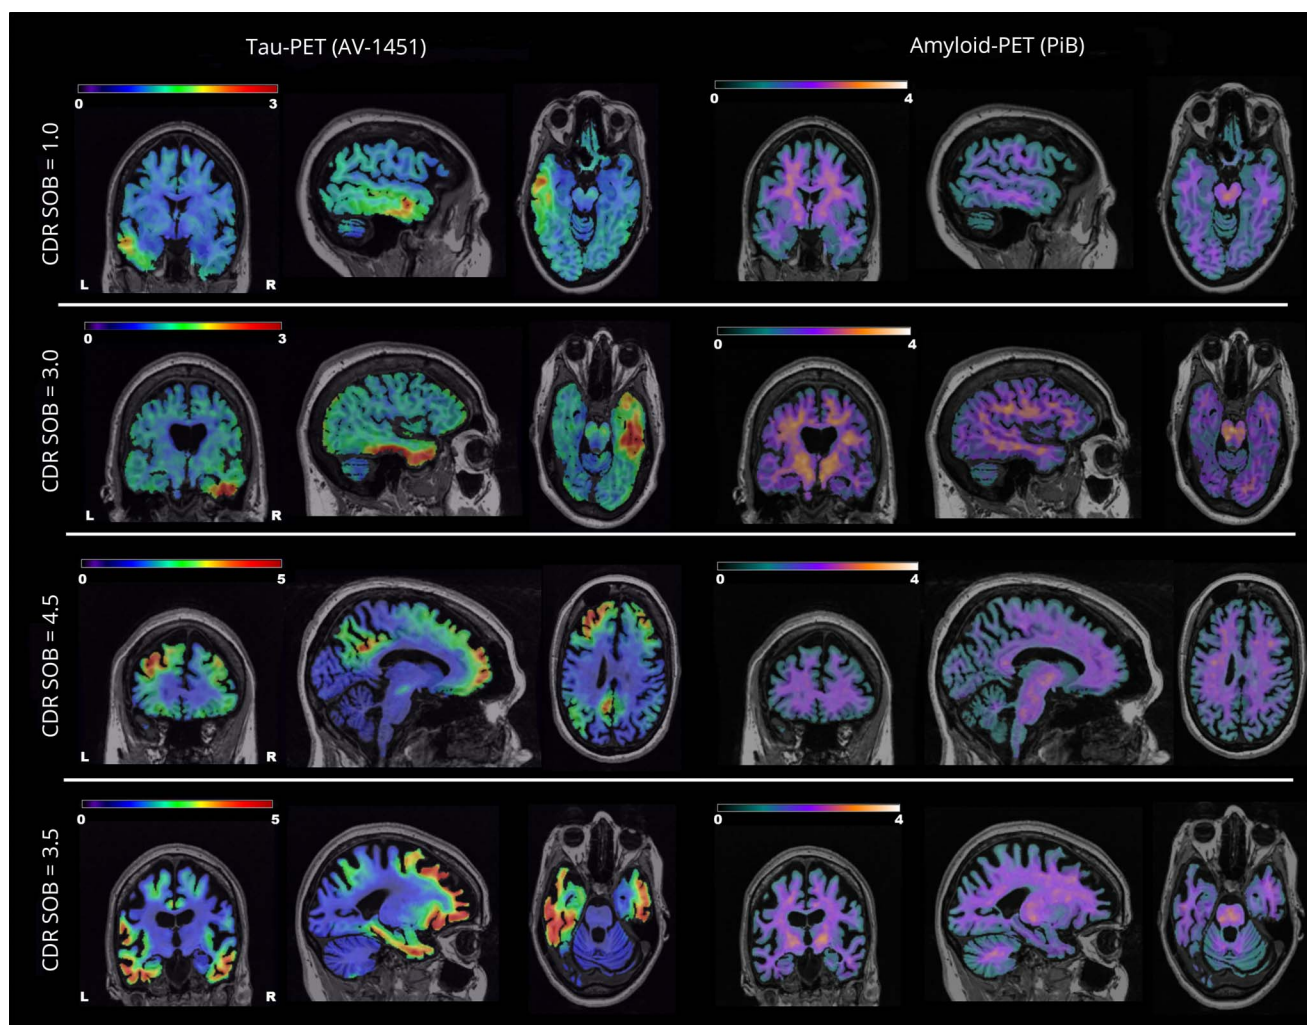 Tau-PET (AV-1451)
Amyloid-PET (PiB)
CDR SOB = 1.0
0 3
0 4
L R
CDR SOB = 3.0
0 3
0 4
L R
CDR SOB = 4.5
0 5
0 4
L R
CDR SOB = 3.5
0 5
0 4
L R